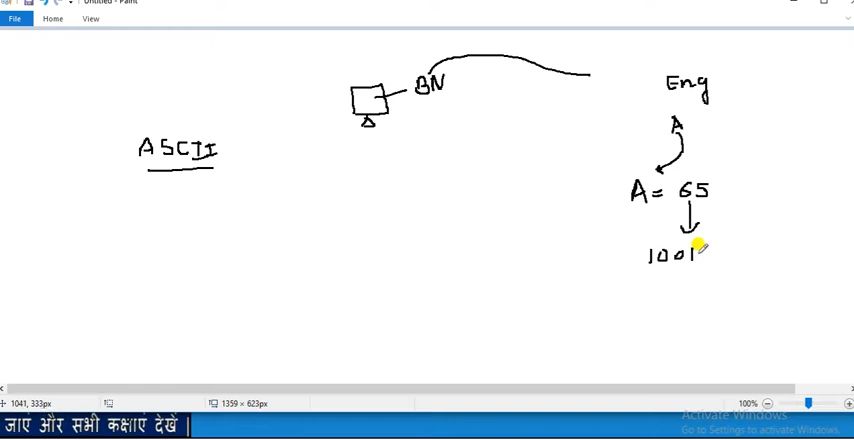 Untitled - Paint
File Home View
BN
Eng
ASCII
A
A = 65
1001
1041, 333px 1359 × 623px 100%
Activate Windows
Go to Settings to activate Windows.
जाएं और सभी कक्षाएं देखें |